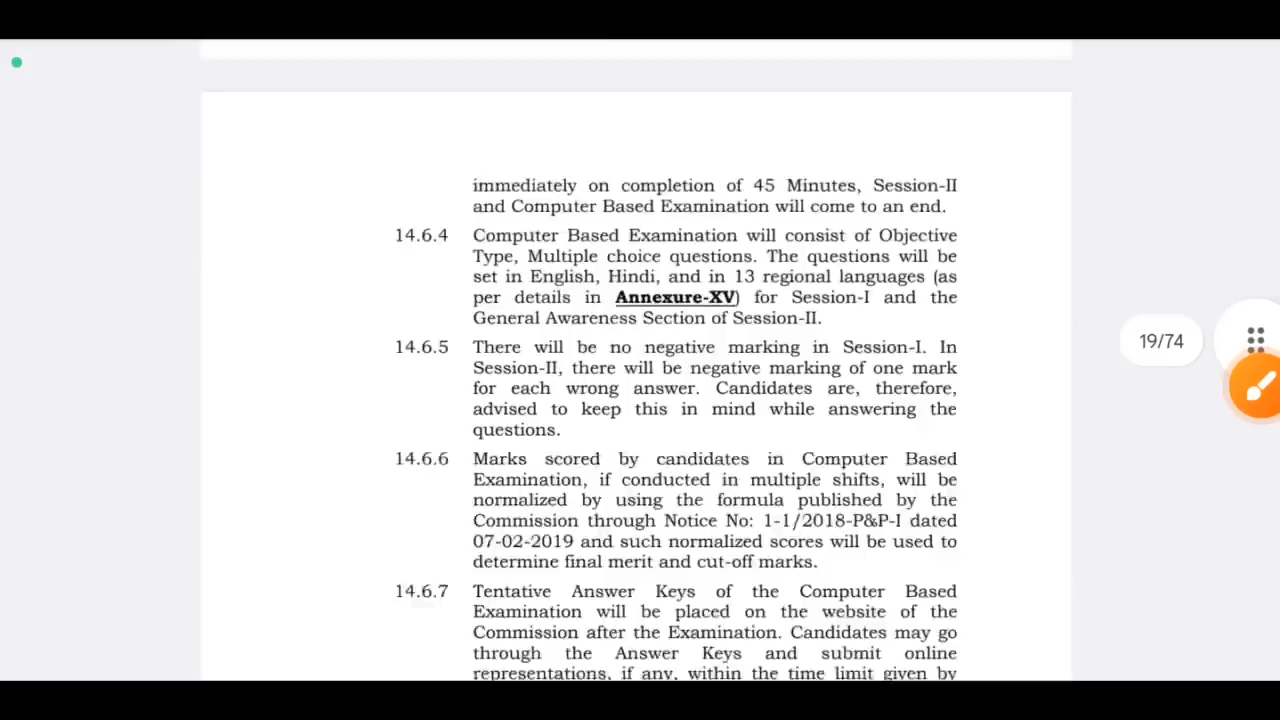 immediately on completion of 45 Minutes, Session-II
and Computer Based Examination will come to an end.
14.6.4 Computer Based Examination will consist of Objective
Type, Multiple choice questions. The questions will be
set in English, Hindi, and in 13 regional languages (as
per details in Annexure-XV) for Session-I and the
General Awareness Section of Session-II.
19/74
14.6.5 There will be no negative marking in Session-I. In
Session-II, there will be negative marking of one mark
for each wrong answer. Candidates are, therefore,
advised to keep this in mind while answering the
questions.
14.6.6 Marks scored by candidates in Computer Based
Examination, if conducted in multiple shifts, will be
normalized by using the formula published by the
Commission through Notice No: 1-1/2018-P&P-I dated
07-02-2019 and such normalized scores will be used to
determine final merit and cut-off marks.
14.6.7 Tentative Answer Keys of the Computer Based
Examination will be placed on the website of the
Commission after the Examination. Candidates may go
through the Answer Keys and submit online
representations, if any, within the time limit given by